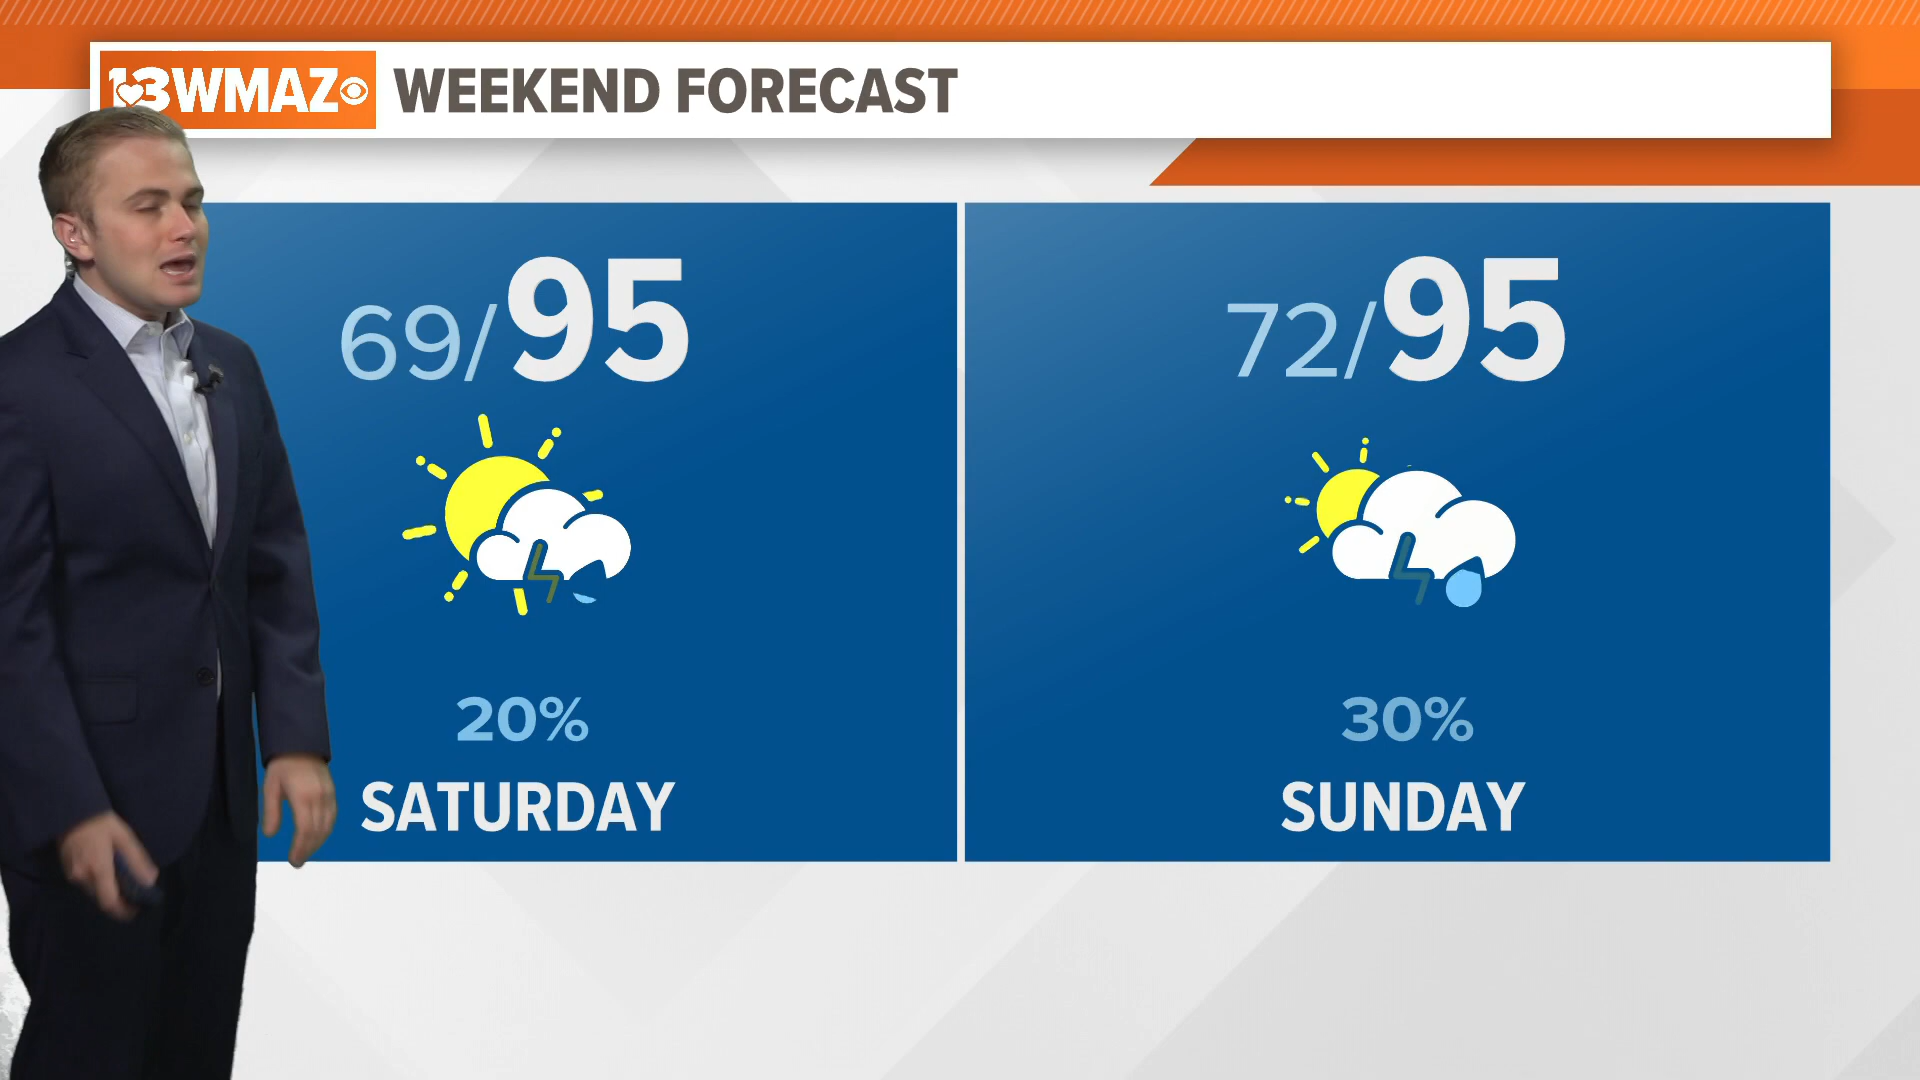 13WMAZ WEEKEND FORECAST
69/95
72/95
20%
30%
SATURDAY
SUNDAY